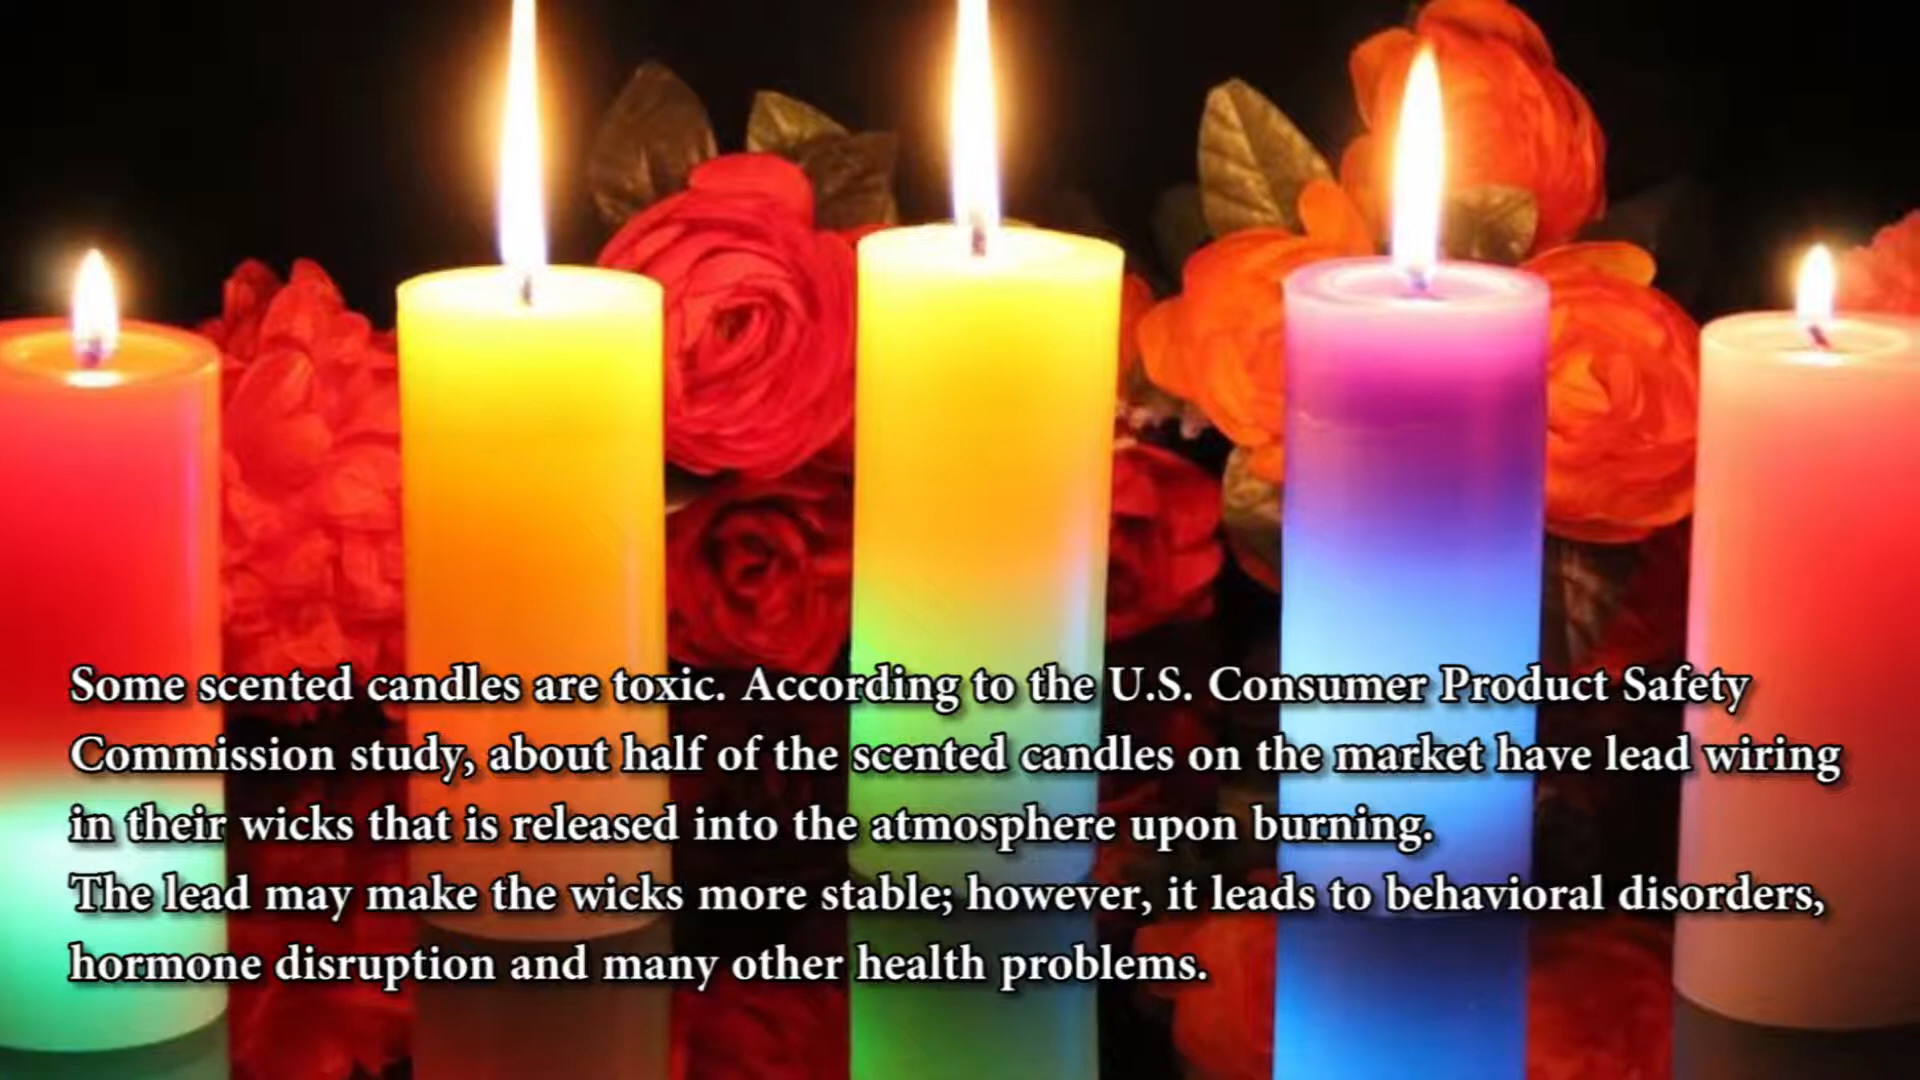 Some scented candles are toxic. According to the U.S. Consumer Product Safety
Commission study, about half of the scented candles on the market have lead wiring
in their wicks that is released into the atmosphere upon burning.
The lead may make the wicks more stable; however, it leads to behavioral disorders,
hormone disruption and many other health problems.